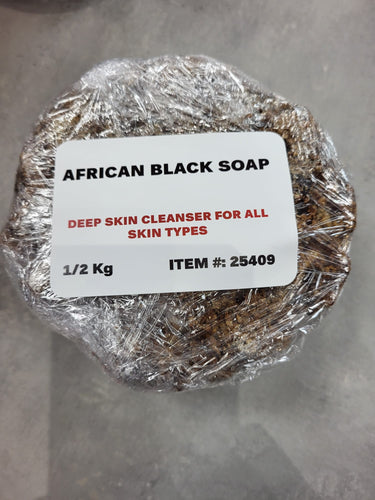 AFRICAN BLACK SOAP
DEEP SKIN CLEANSER FOR ALL
SKIN TYPES
1/2 Kg ITEM #: 25409